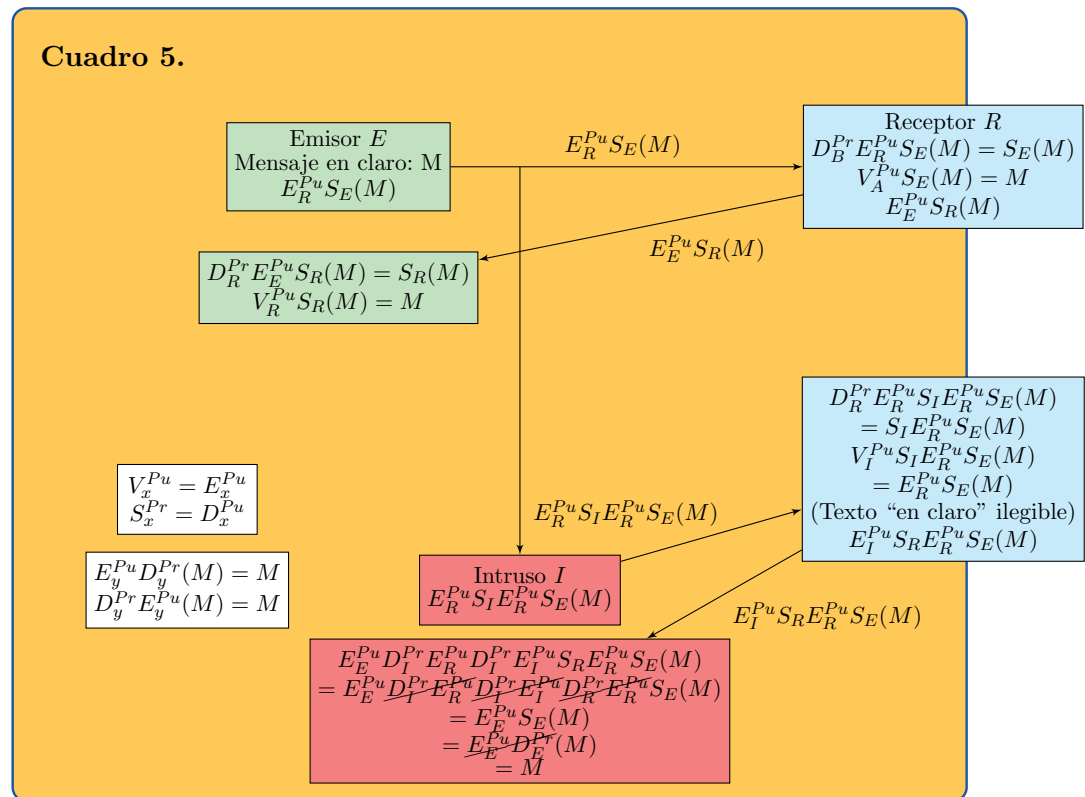 Cuadro 5.
Emisor $E$
Mensaje en claro: M
$E_R^{Pu} S_E(M)$
$E_R^{Pu} S_E(M)$
Receptor $R$
$D_B^{Pr} E_R^{Pu} S_E(M) = S_E(M)$
$V_A^{Pu} S_E(M) = M$
$E_E^{Pu} S_R(M)$
$E_E^{Pu} S_R(M)$
$D_R^{Pr} E_E^{Pu} S_R(M) = S_R(M)$
$V_R^{Pu} S_R(M) = M$
$D_R^{Pr} E_R^{Pu} S_I E_R^{Pu} S_E(M)$
$= S_I E_R^{Pu} S_E(M)$
$V_I^{Pu} S_I E_R^{Pu} S_E(M)$
$= E_R^{Pu} S_E(M)$
(Texto “en claro” ilegible)
$E_I^{Pu} S_R E_R^{Pu} S_E(M)$
$V_x^{Pu} = E_x^{Pu}$
$S_x^{Pr} = D_x^{Pu}$
$E_y^{Pu} D_y^{Pr}(M) = M$
$D_y^{Pr} E_y^{Pu}(M) = M$
$E_R^{Pu} S_I E_R^{Pu} S_E(M)$
Intruso $I$
$E_R^{Pu} S_I E_R^{Pu} S_E(M)$
$E_I^{Pu} S_R E_R^{Pu} S_E(M)$
$E_E^{Pu} D_I^{Pr} E_R^{Pu} D_I^{Pr} E_I^{Pu} S_R E_R^{Pu} S_E(M)$
$= E_E^{Pu} D_I^{Pr} E_R^{Pu} D_I^{Pr} E_I^{Pu} D_R^{Pr} E_R^{Pu} S_E(M)$
$= E_E^{Pu} S_E(M)$
$= E_E^{Pu} D_E^{Pr}(M)$
$= M$